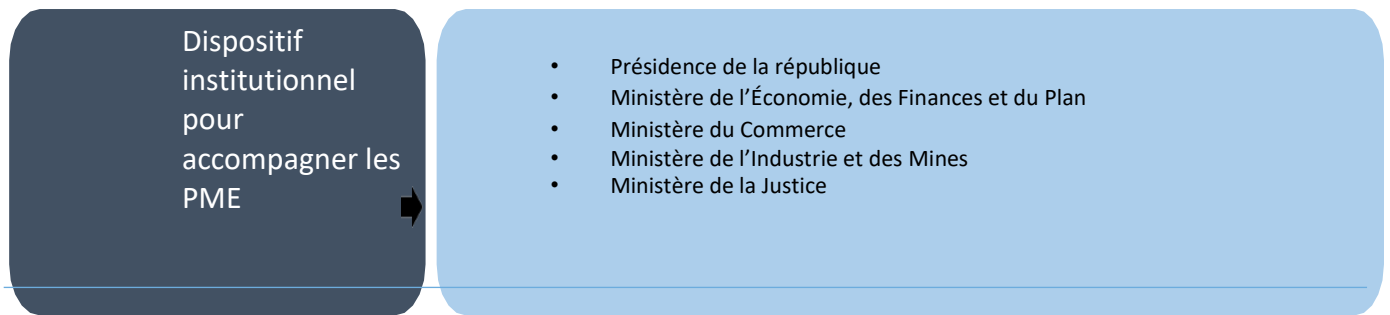 Dispositif
institutionnel
pour
accompagner les
PME
• Présidence de la république
• Ministère de l’Économie, des Finances et du Plan
• Ministère du Commerce
• Ministère de l’Industrie et des Mines
• Ministère de la Justice